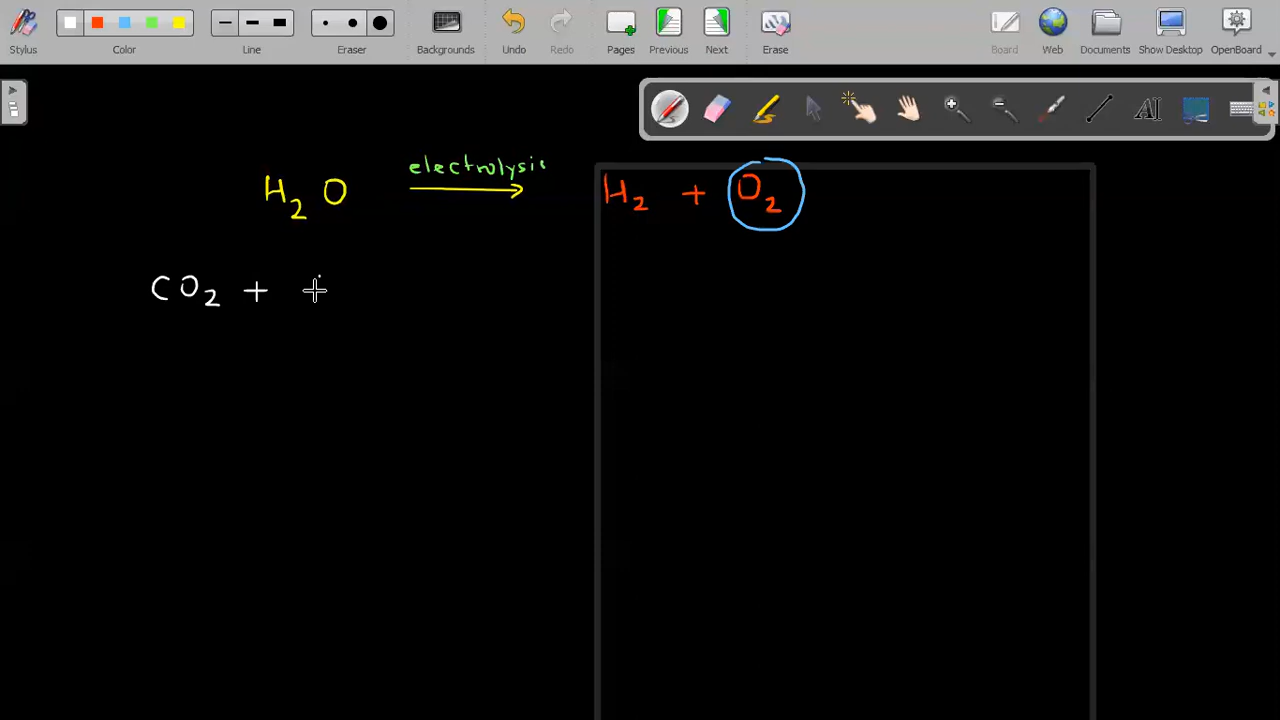 Stylus Color Line Eraser Backgrounds Undo Redo Pages Previous Next Erase Board Web Documents Show Desktop OpenBoard
AI
electrolysis
H₂O → H₂ + O₂
CO₂ +